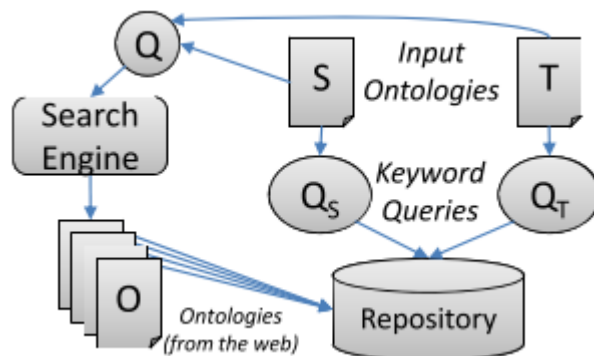 Q
S
Input
Ontologies
T
Search
Engine
QS
Keyword
Queries
QT
O
Ontologies
(from the web)
Repository